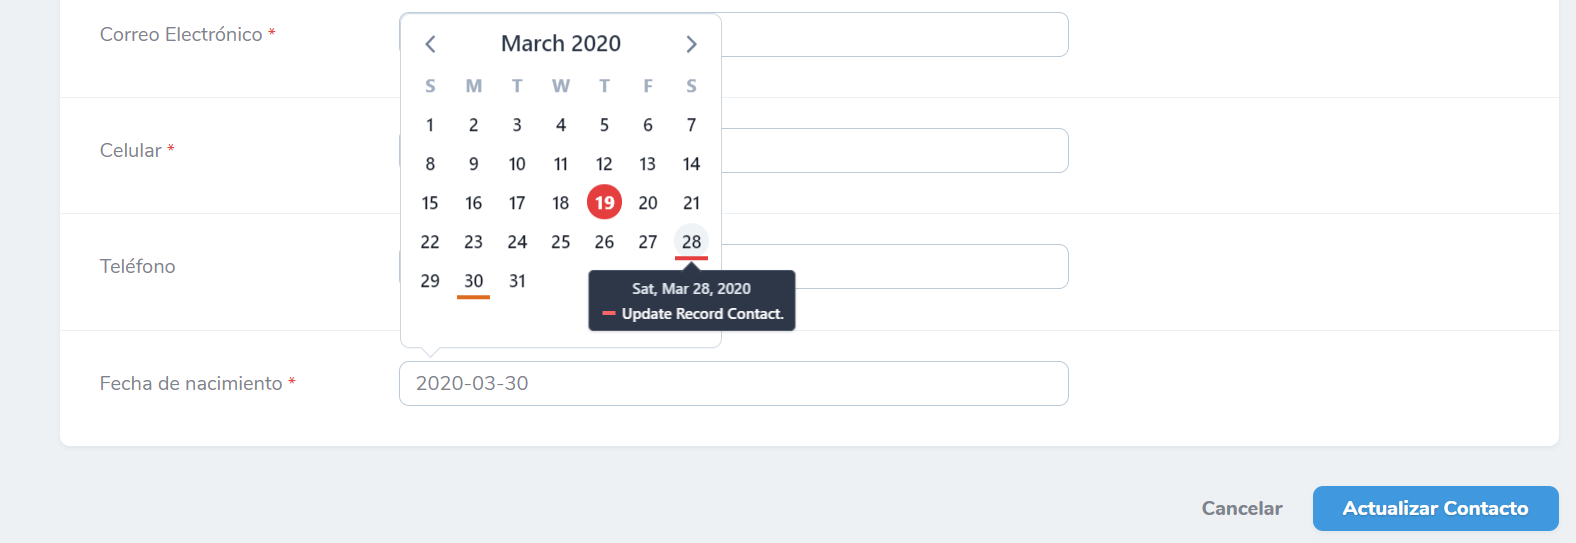 Correo Electrónico *
March 2020
S M T W T F S
1 2 3 4 5 6 7
8 9 10 11 12 13 14
15 16 17 18 19 20 21
22 23 24 25 26 27 28
29 30 31
Sat, Mar 28, 2020
Update Record Contact.
Celular *
Teléfono
Fecha de nacimiento *
2020-03-30
Cancelar
Actualizar Contacto